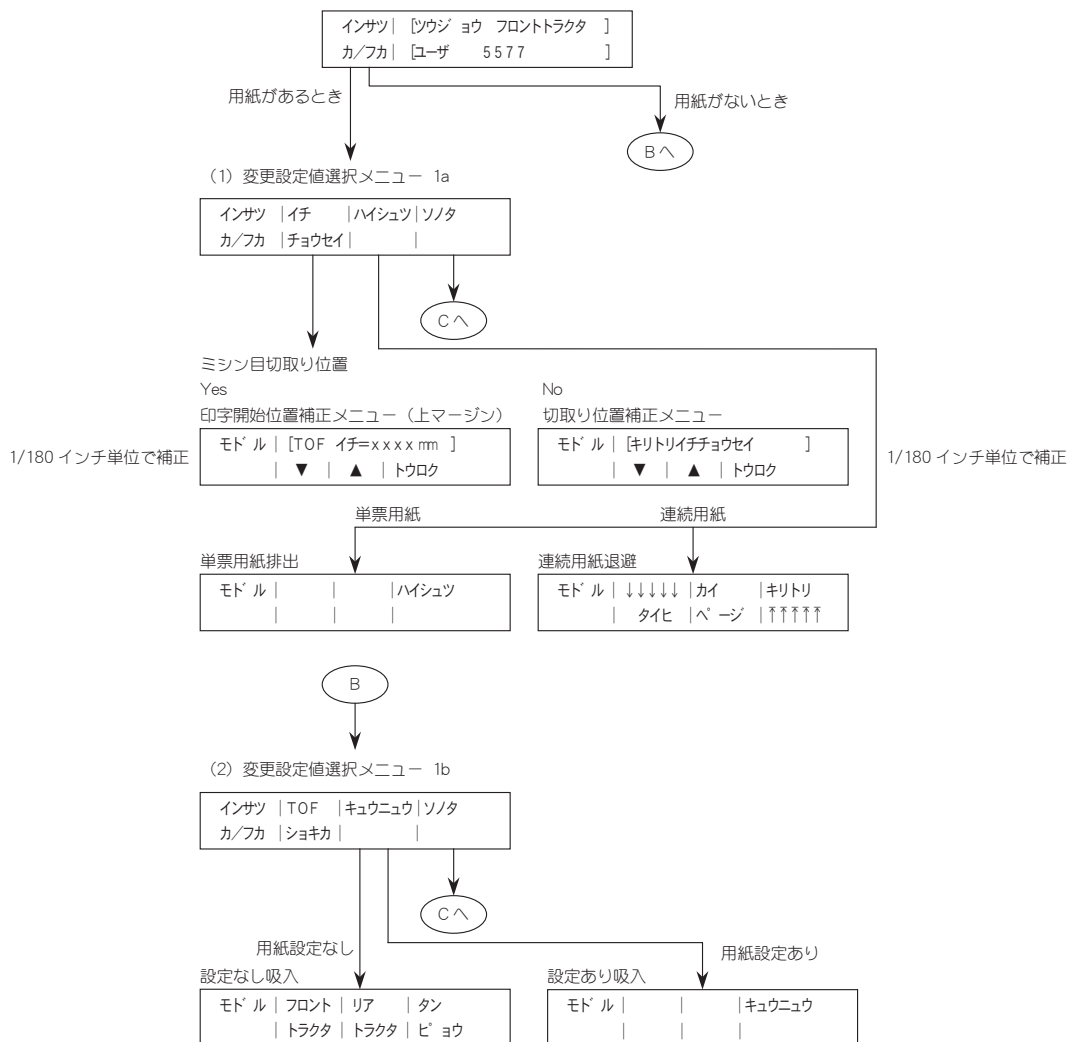 インサツ｜ [ツウジョウ フロントトラクタ ]
カ／フカ｜ [ユーザ 5577 ]
用紙があるとき
用紙がないとき
Bへ
（1）変更設定値選択メニュー 1a
インサツ ｜イチ ｜ハイシュツ｜ソノタ
カ／フカ ｜チョウセイ｜ ｜
Cへ
ミシン目切取り位置
Yes
No
印字開始位置補正メニュー（上マージン）
切取り位置補正メニュー
1/180 インチ単位で補正
モドル｜ [TOF イチ=xxxx mm ]
｜ ▼ ｜ ▲ ｜トウロク
モドル｜ [キリトリイチチョウセイ ]
｜ ▼ ｜ ▲ ｜トウロク
1/180 インチ単位で補正
単票用紙
連続用紙
単票用紙排出
連続用紙退避
モドル｜ ｜ ｜ハイシュツ
｜ ｜ ｜
モドル｜ ↓↓↓↓↓ ｜カイ ｜キリトリ
｜ タイヒ ｜ページ ｜↑↑↑↑↑
B
（2）変更設定値選択メニュー 1b
インサツ ｜TOF ｜キュウニュウ｜ソノタ
カ／フカ ｜ショキカ｜ ｜
Cへ
用紙設定なし
用紙設定あり
設定なし吸入
設定あり吸入
モドル｜ フロント｜ リア ｜ タン
｜ トラクタ｜ トラクタ｜ ピョウ
モドル｜ ｜ ｜キュウニュウ
｜ ｜ ｜